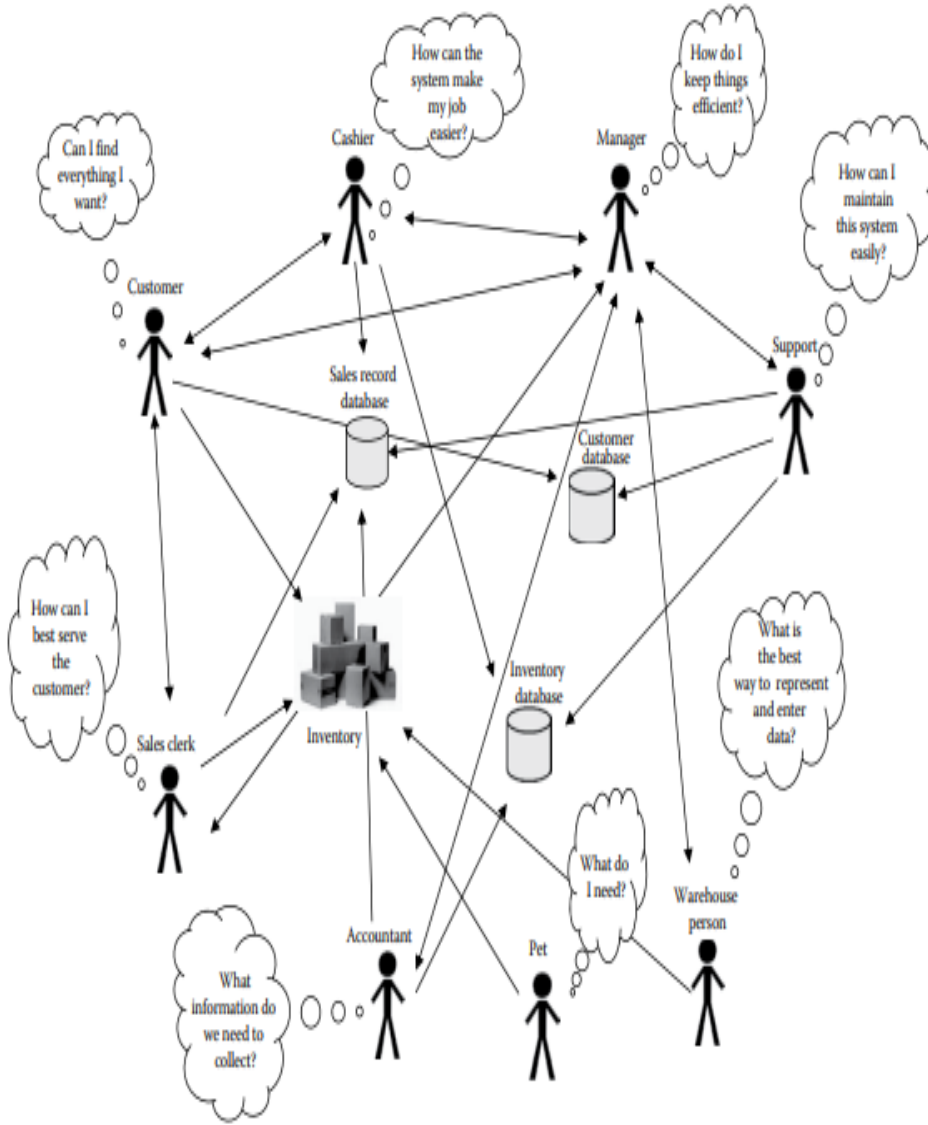 How can the
system make
my job
easier?
How do I
keep things
efficient?
Can I find
everything I
want?
How can I
maintain
this system
easily?
Cashier
Manager
Customer
Support
Sales record
database
Customer
database
How can I
best serve
the
customer?
What is
the best
way to represent
and enter
data?
Inventory
database
Inventory
Sales clerk
What do
I need?
Warehouse
person
Accountant
Pet
What
information do
we need to
collect?